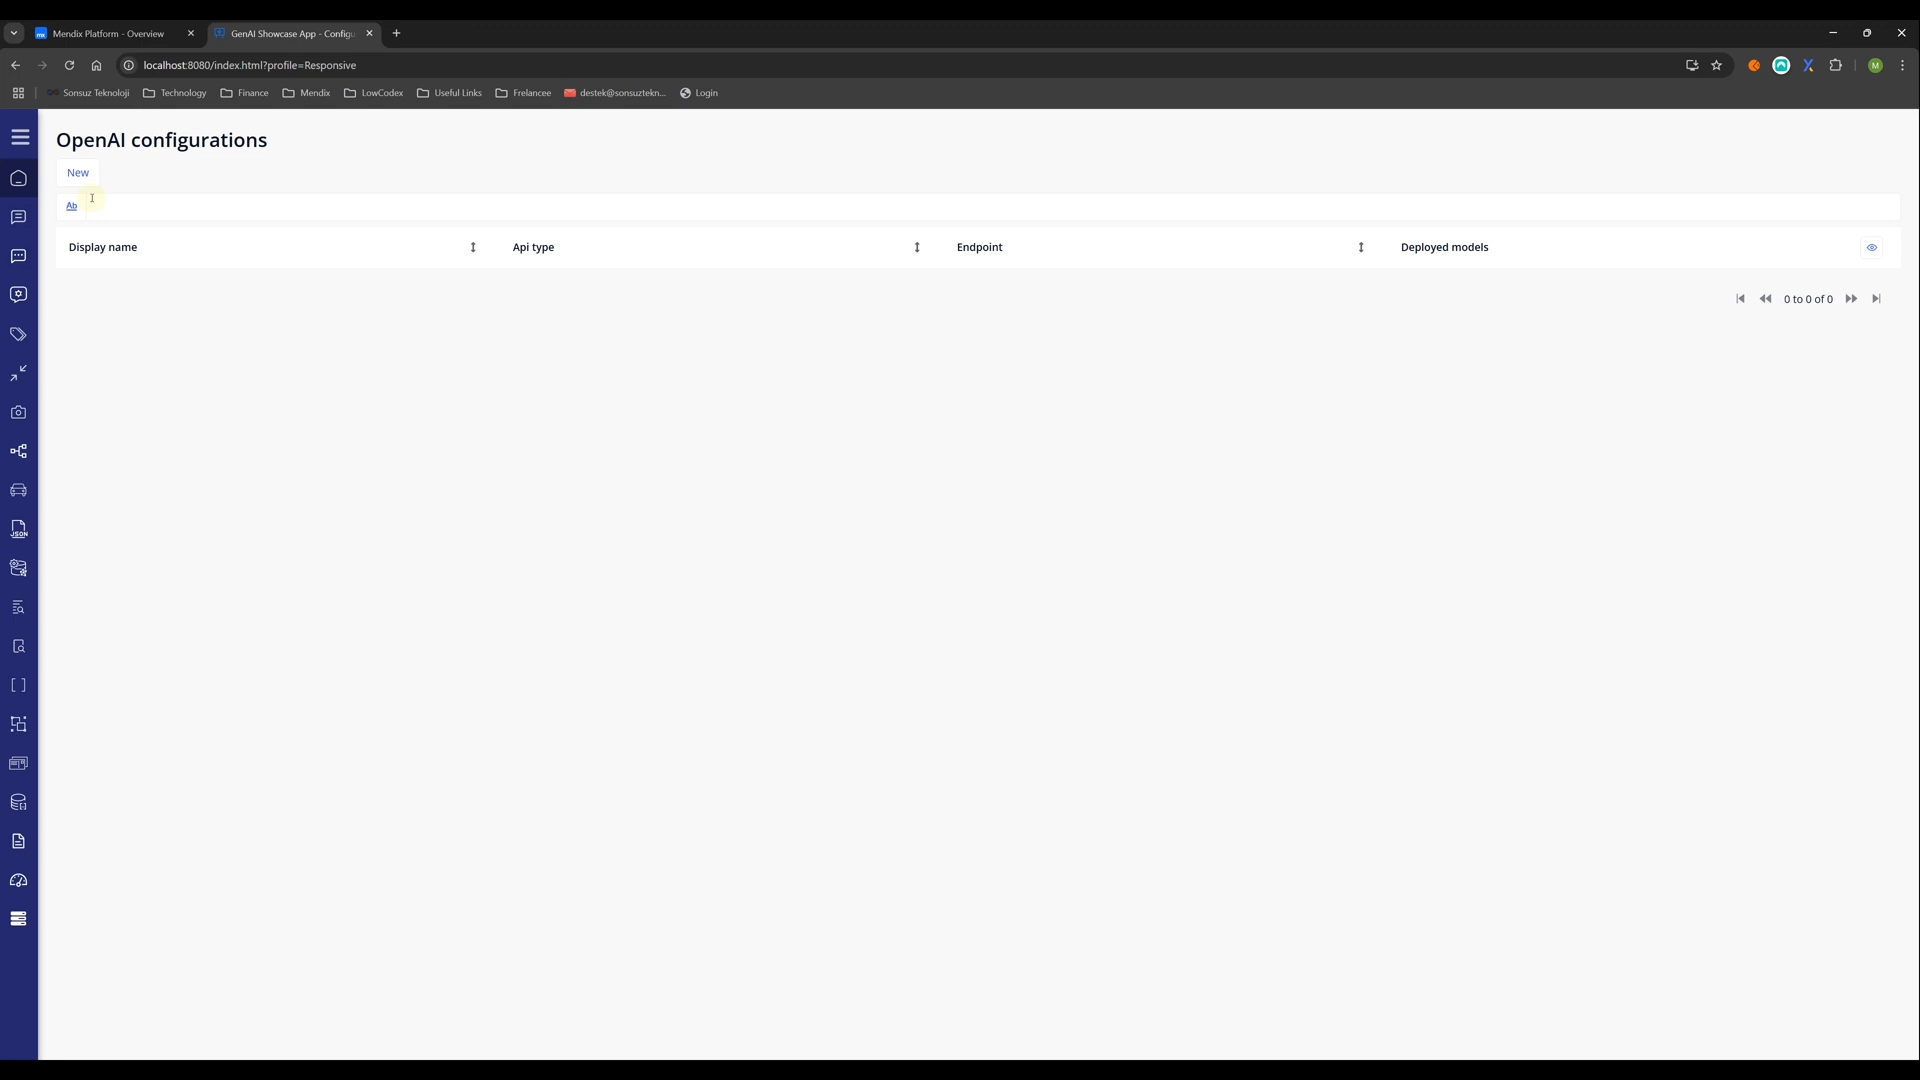 Mendix Platform - Overview
GenAI Showcase App - Configu
localhost:8080/index.html?profile=Responsive
M
Sonsuz Teknoloji
Technology
Finance
Mendix
LowCodex
Useful Links
Frelancee
destek@sonsuztekn...
Login
OpenAI configurations
New
Ab
Display name
Api type
Endpoint
Deployed models
0 to 0 of 0
JSON